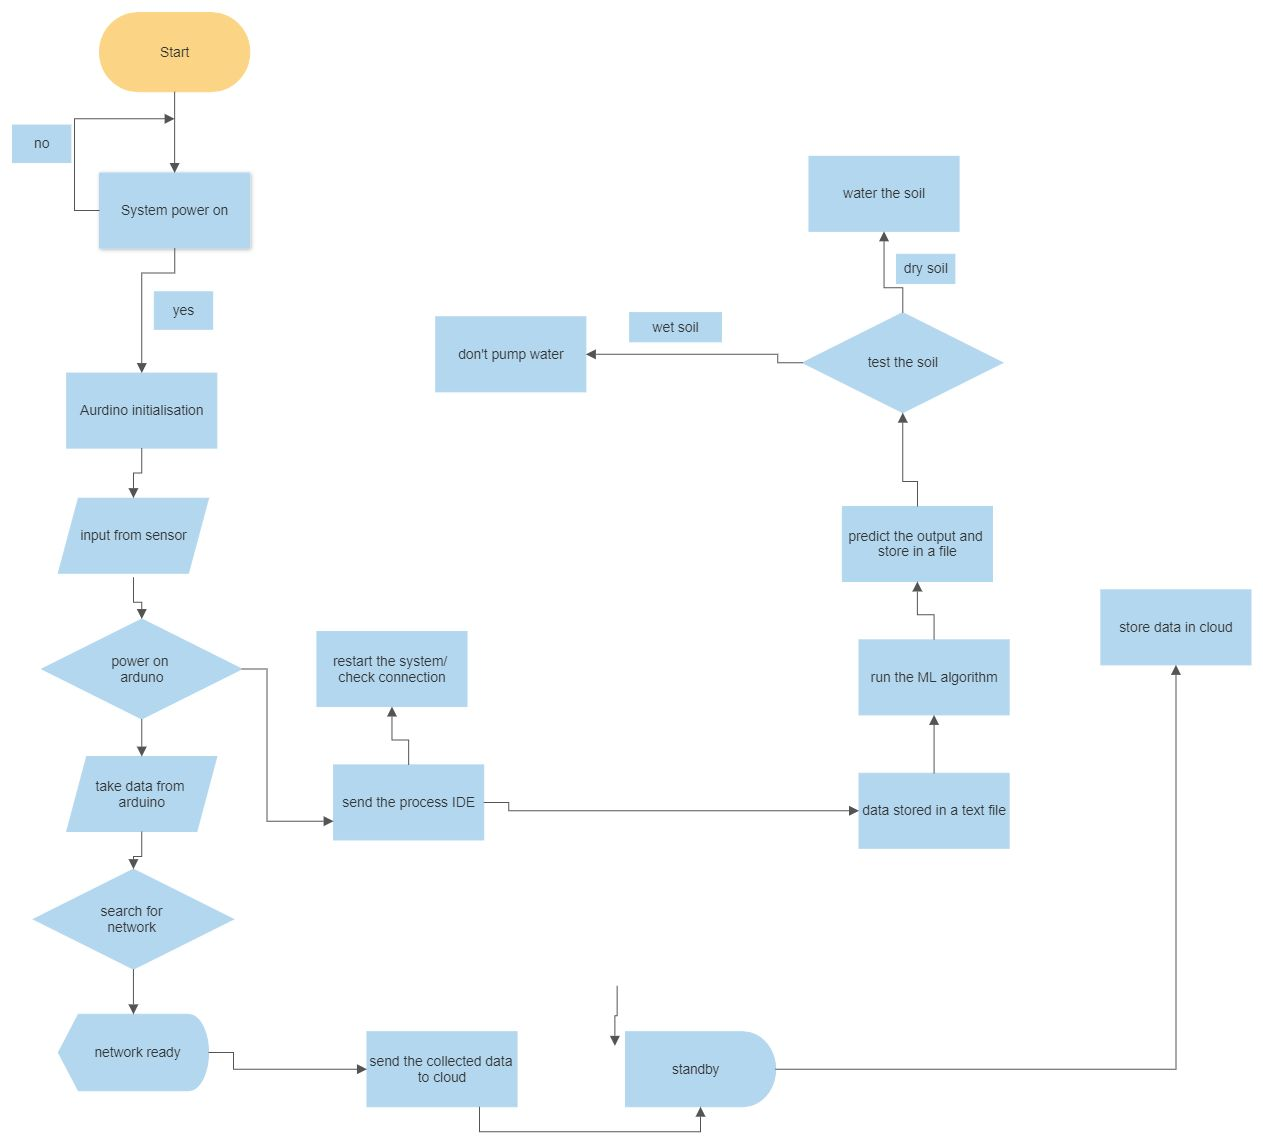 Start
no
System power on
yes
Aurdino initialisation
input from sensor
power on
arduno
take data from
arduino
search for
network
network ready
send the collected data
to cloud
standby
store data in cloud
restart the system/
check connection
send the process IDE
data stored in a text file
run the ML algorithm
predict the output and
store in a file
test the soil
wet soil
don't pump water
dry soil
water the soil